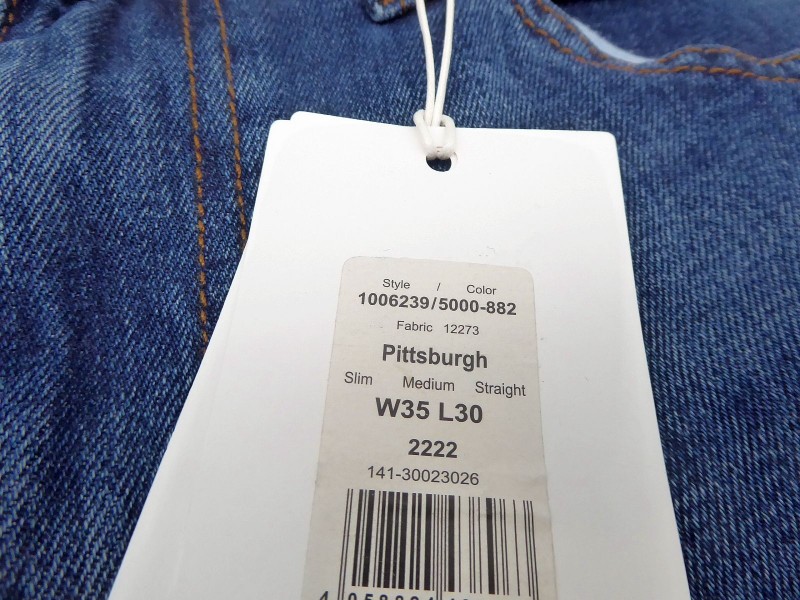 Style / Color
1006239/5000-882
Fabric 12273
Pittsburgh
Slim Medium Straight
W35 L30
2222
141-30023026